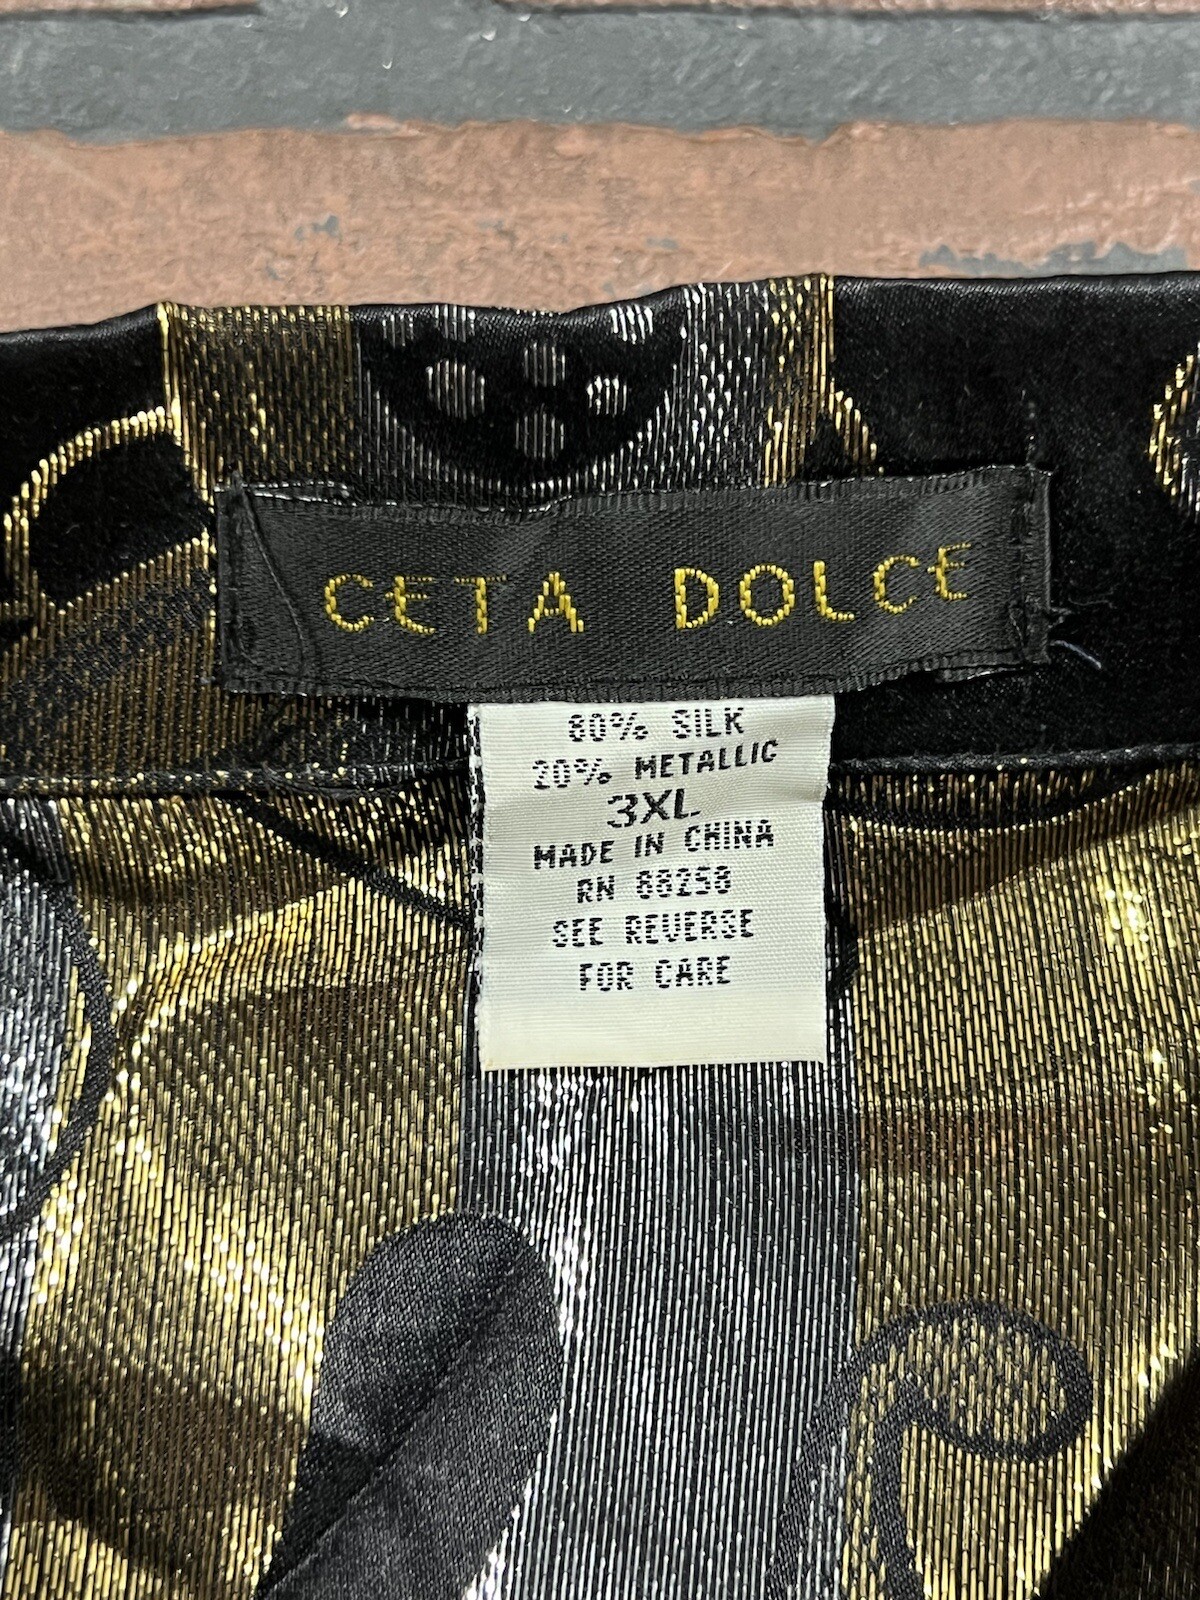 CETA DOLCE
80% SILK
20% METALLIC
3XL
MADE IN CHINA
RN 88258
SEE REVERSE
FOR CARE